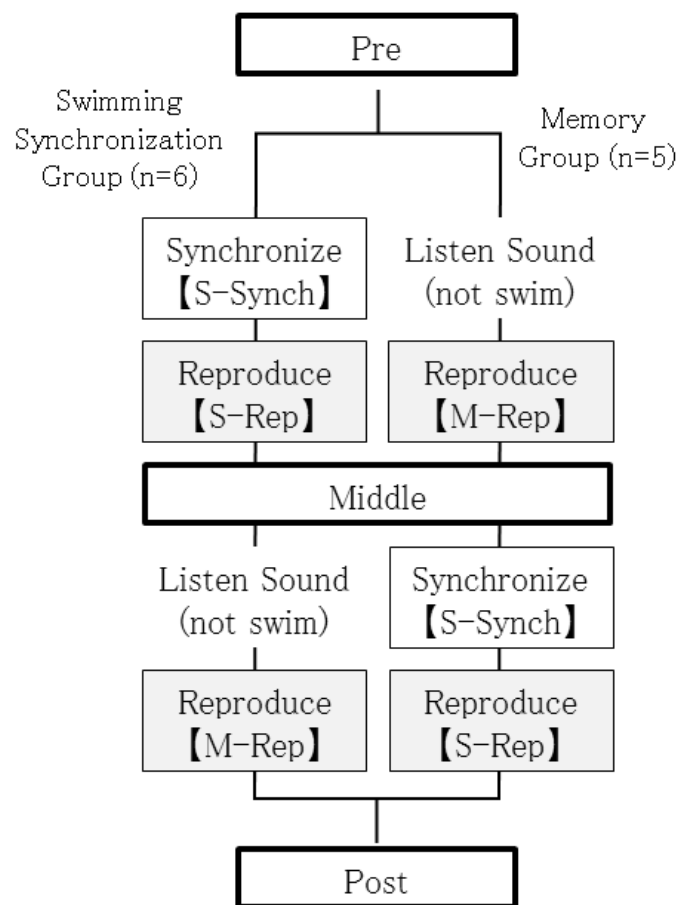 Pre
Swimming
Synchronization
Group (n=6)
Memory
Group (n=5)
Synchronize
【S-Synch】
Listen Sound
(not swim)
Reproduce
【S-Rep】
Reproduce
【M-Rep】
Middle
Listen Sound
(not swim)
Synchronize
【S-Synch】
Reproduce
【M-Rep】
Reproduce
【S-Rep】
Post